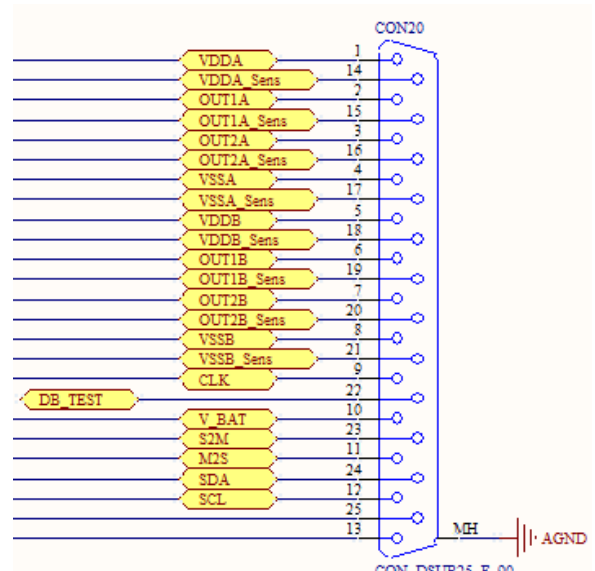 CON20
VDDA 1
VDDA_Sens 14
OUT1A 2
OUT1A_Sens 15
OUT2A 3
OUT2A_Sens 16
VSSA 4
VSSA_Sens 17
VDDB 5
VDDB_Sens 18
OUT1B 6
OUT1B_Sens 19
OUT2B 7
OUT2B_Sens 20
VSSB 8
VSSB_Sens 21
CLK 9
DB_TEST 22
V_BAT 10
S2M 23
M2S 11
SDA 24
SCL 12
25
13 MH AGND
CON_DSUB25_F_90